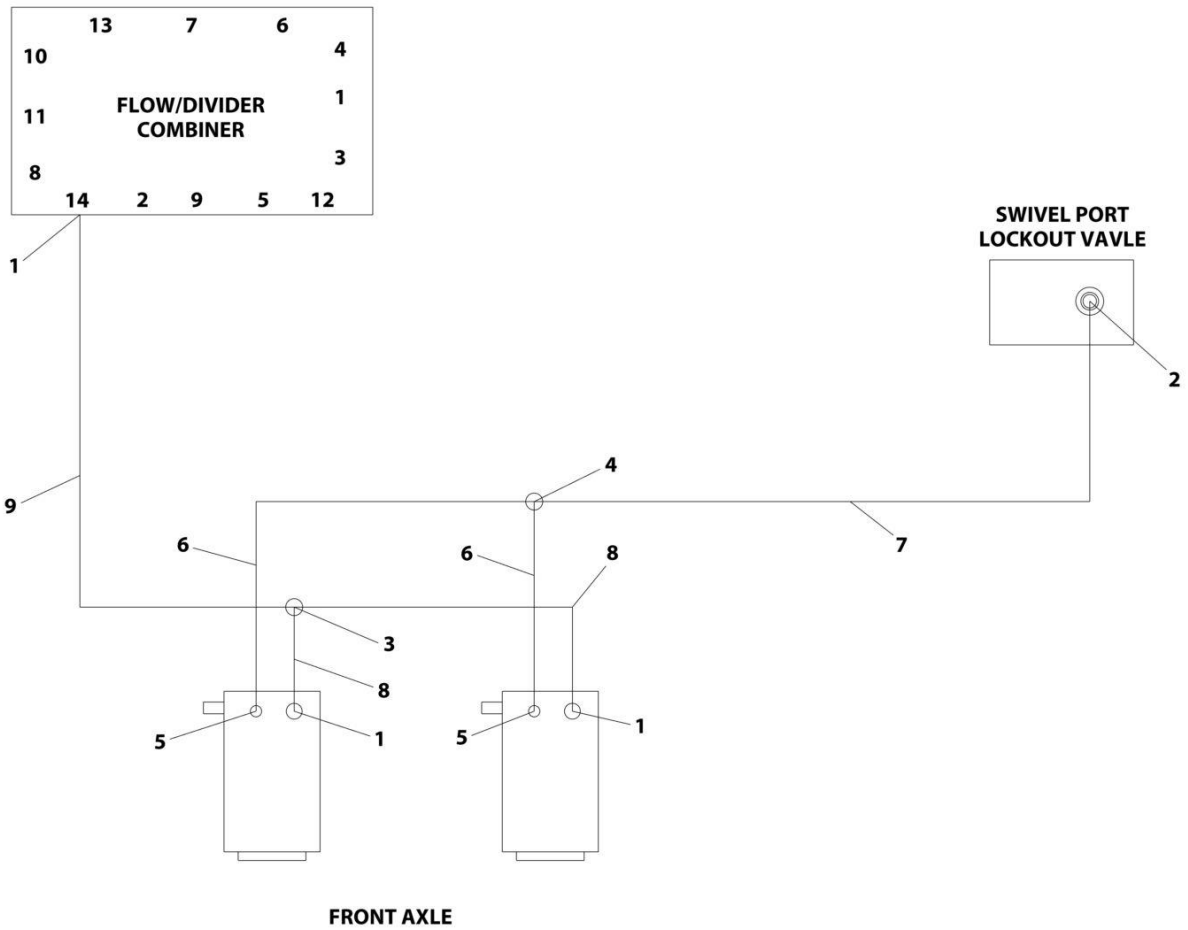 13 7 6
10 4
FLOW/DIVIDER
COMBINER
1
11
3
8
14 2 9 5 12
1
SWIVEL PORT
LOCKOUT VAVLE
2
4
9
7
6
6
8
3
8
5
1
5
1
FRONT AXLE